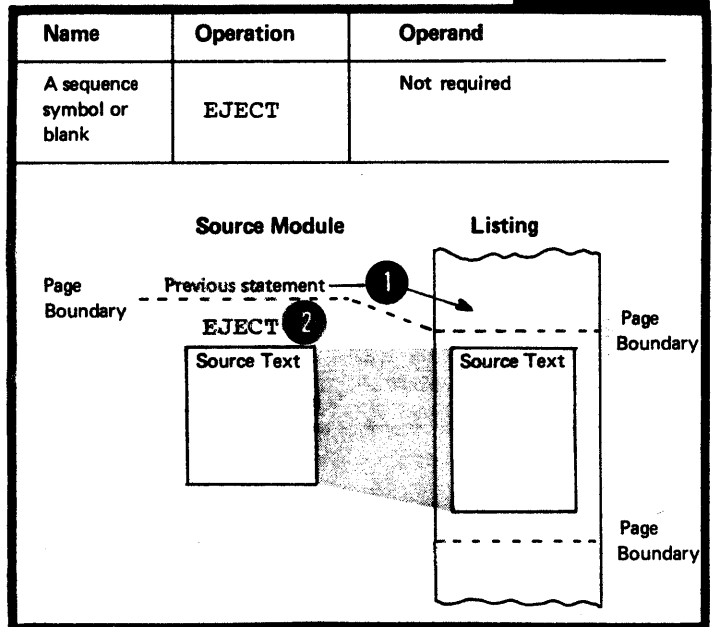 Name Operation Operand
A sequence
symbol or
blank
EJECT
Not required
Source Module Listing
Page
Boundary
Previous statement
1
EJECT 2
Page
Boundary
Source Text Source Text
Page
Boundary